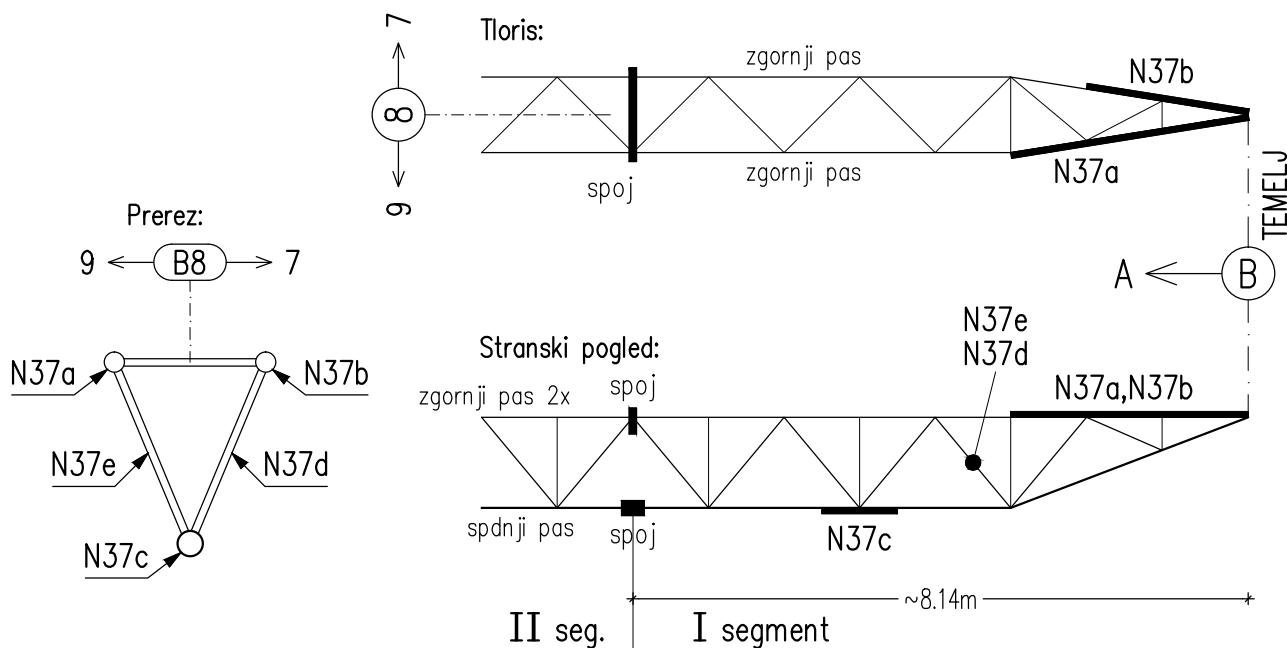 Tloris:
7
8
9
zgornji pas
N37b
zgornji pas
N37a
spoj
TEMELJ
A
B
Prerez:
9
B8
7
N37a
N37b
N37e
N37d
N37c
Stranski pogled:
zgornji pas 2x
spoj
N37e
N37d
N37a,N37b
spdnji pas
spoj
N37c
~8.14m
II seg.
I segment